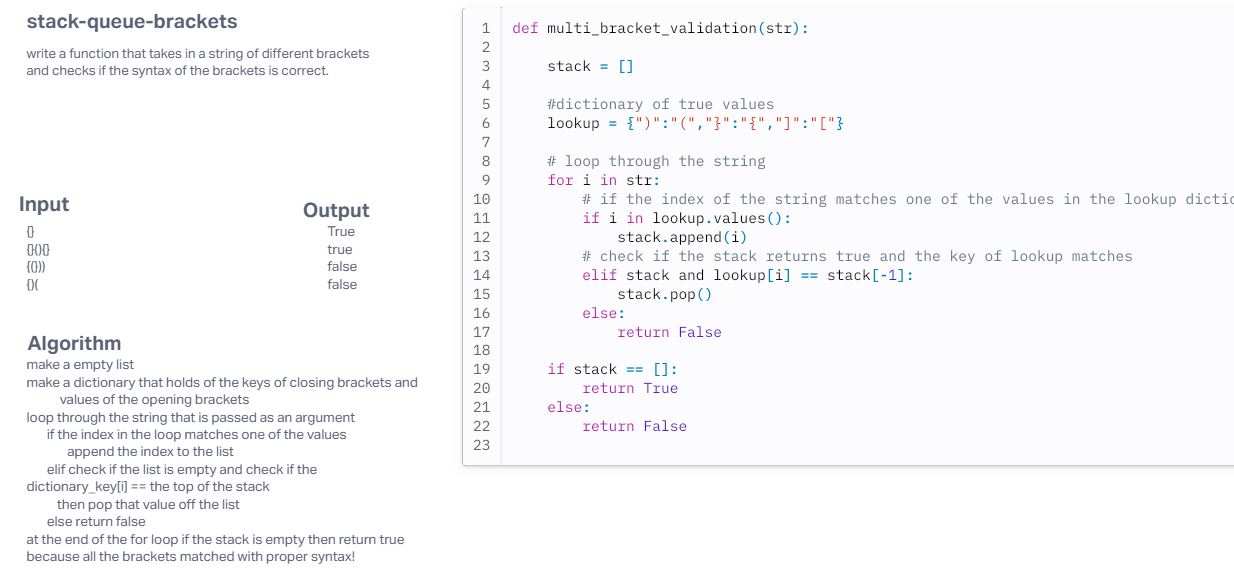 stack-queue-brackets
write a function that takes in a string of different brackets
and checks if the syntax of the brackets is correct.
Input
{}
{}(){}
{(}))
{)(
Output
True
true
false
false
Algorithm
make a empty list
make a dictionary that holds of the keys of closing brackets and
values of the opening brackets
loop through the string that is passed as an argument
if the index in the loop matches one of the values
append the index to the list
elif check if the list is empty and check if the
dictionary_key[i] == the top of the stack
then pop that value off the list
else return false
at the end of the for loop if the stack is empty then return true
because all the brackets matched with proper syntax!
1 def multi_bracket_validation(str):
2
3 stack = []
4
5 #dictionary of true values
6 lookup = {")":"(","}":"{","]":"["}
7
8 # loop through the string
9 for i in str:
10 # if the index of the string matches one of the values in the lookup dictio
11 if i in lookup.values():
12 stack.append(i)
13 # check if the stack returns true and the key of lookup matches
14 elif stack and lookup[i] == stack[-1]:
15 stack.pop()
16 else:
17 return False
18
19 if stack == []:
20 return True
21 else:
22 return False
23